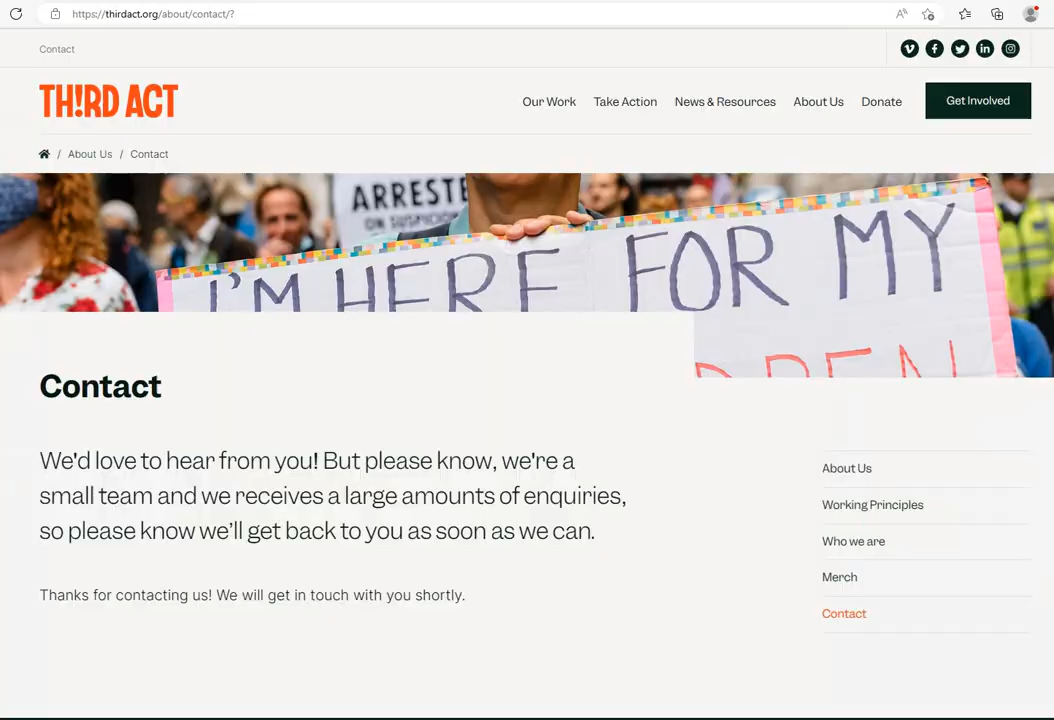 https://thirdact.org/about/contact/?
Contact
TH!RD ACT
Our Work Take Action News & Resources About Us Donate Get Involved
/ About Us / Contact
ARRESTE
ON SUSPICIO
I'M HERE FOR MY
DREN
Contact
We'd love to hear from you! But please know, we're a
small team and we receives a large amounts of enquiries,
so please know we’ll get back to you as soon as we can.
Thanks for contacting us! We will get in touch with you shortly.
About Us
Working Principles
Who we are
Merch
Contact